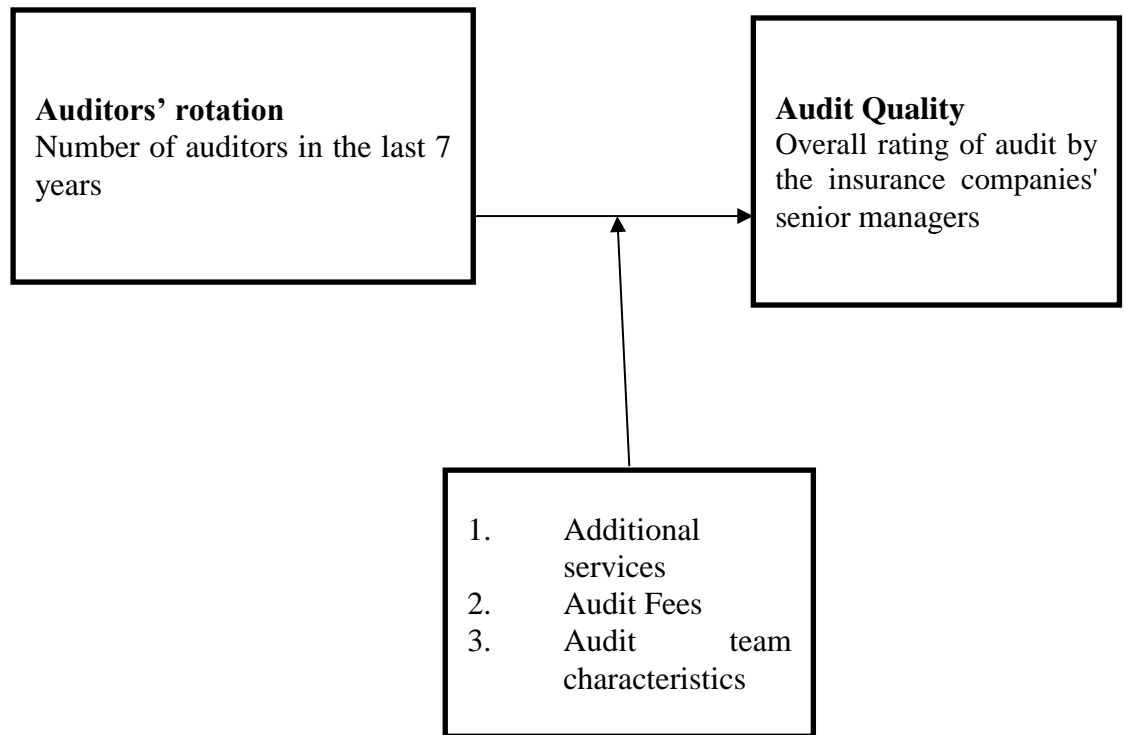 Auditors’ rotation
Number of auditors in the last 7
years
Audit Quality
Overall rating of audit by
the insurance companies'
senior managers
1. Additional
services
2. Audit Fees
3. Audit team
characteristics